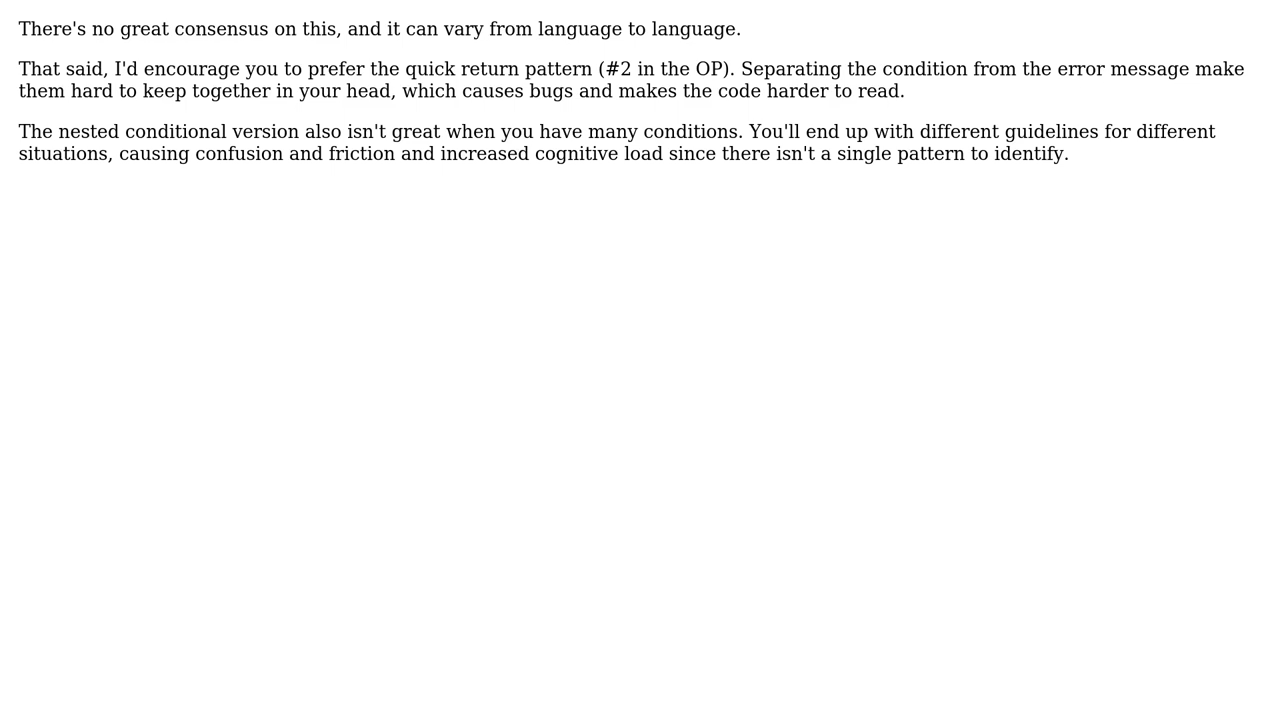 There's no great consensus on this, and it can vary from language to language.
That said, I'd encourage you to prefer the quick return pattern (#2 in the OP). Separating the condition from the error message make
them hard to keep together in your head, which causes bugs and makes the code harder to read.
The nested conditional version also isn't great when you have many conditions. You'll end up with different guidelines for different
situations, causing confusion and friction and increased cognitive load since there isn't a single pattern to identify.